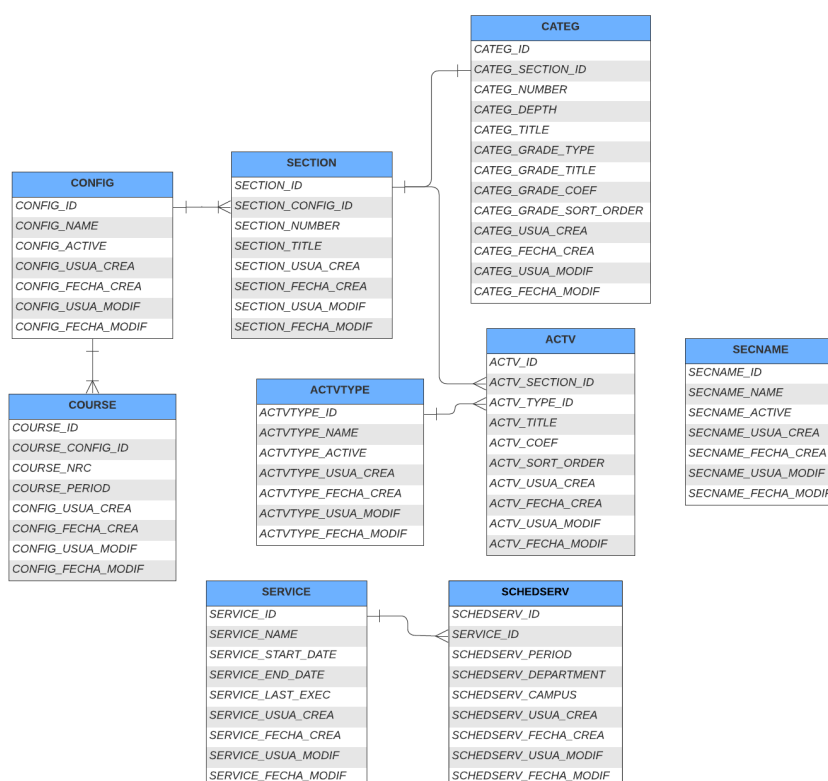 CATEG
CATEG_ID
CATEG_SECTION_ID
CATEG_NUMBER
CATEG_DEPTH
CATEG_TITLE
CATEG_GRADE_TYPE
CATEG_GRADE_TITLE
CATEG_GRADE_COEF
CATEG_GRADE_SORT_ORDER
CATEG_USUA_CREA
CATEG_FECHA_CREA
CATEG_USUA_MODIF
CATEG_FECHA_MODIF
SECTION
SECTION_ID
SECTION_CONFIG_ID
SECTION_NUMBER
SECTION_TITLE
SECTION_USUA_CREA
SECTION_FECHA_CREA
SECTION_USUA_MODIF
SECTION_FECHA_MODIF
CONFIG
CONFIG_ID
CONFIG_NAME
CONFIG_ACTIVE
CONFIG_USUA_CREA
CONFIG_FECHA_CREA
CONFIG_USUA_MODIF
CONFIG_FECHA_MODIF
COURSE
COURSE_ID
COURSE_CONFIG_ID
COURSE_NRC
COURSE_PERIOD
CONFIG_USUA_CREA
CONFIG_FECHA_CREA
CONFIG_USUA_MODIF
CONFIG_FECHA_MODIF
ACTVTYPE
ACTVTYPE_ID
ACTVTYPE_NAME
ACTVTYPE_ACTIVE
ACTVTYPE_USUA_CREA
ACTVTYPE_FECHA_CREA
ACTVTYPE_USUA_MODIF
ACTVTYPE_FECHA_MODIF
ACTV
ACTV_ID
ACTV_SECTION_ID
ACTV_TYPE_ID
ACTV_TITLE
ACTV_COEF
ACTV_SORT_ORDER
ACTV_USUA_CREA
ACTV_FECHA_CREA
ACTV_USUA_MODIF
ACTV_FECHA_MODIF
SECNAME
SECNAME_ID
SECNAME_NAME
SECNAME_ACTIVE
SECNAME_USUA_CREA
SECNAME_FECHA_CREA
SECNAME_USUA_MODIF
SECNAME_FECHA_MODIF
SERVICE
SERVICE_ID
SERVICE_NAME
SERVICE_START_DATE
SERVICE_END_DATE
SERVICE_LAST_EXEC
SERVICE_USUA_CREA
SERVICE_FECHA_CREA
SERVICE_USUA_MODIF
SERVICE_FECHA_MODIF
SCHEDSERV
SCHEDSERV_ID
SERVICE_ID
SCHEDSERV_PERIOD
SCHEDSERV_DEPARTMENT
SCHEDSERV_CAMPUS
SCHEDSERV_USUA_CREA
SCHEDSERV_FECHA_CREA
SCHEDSERV_USUA_MODIF
SCHEDSERV_FECHA_MODIF